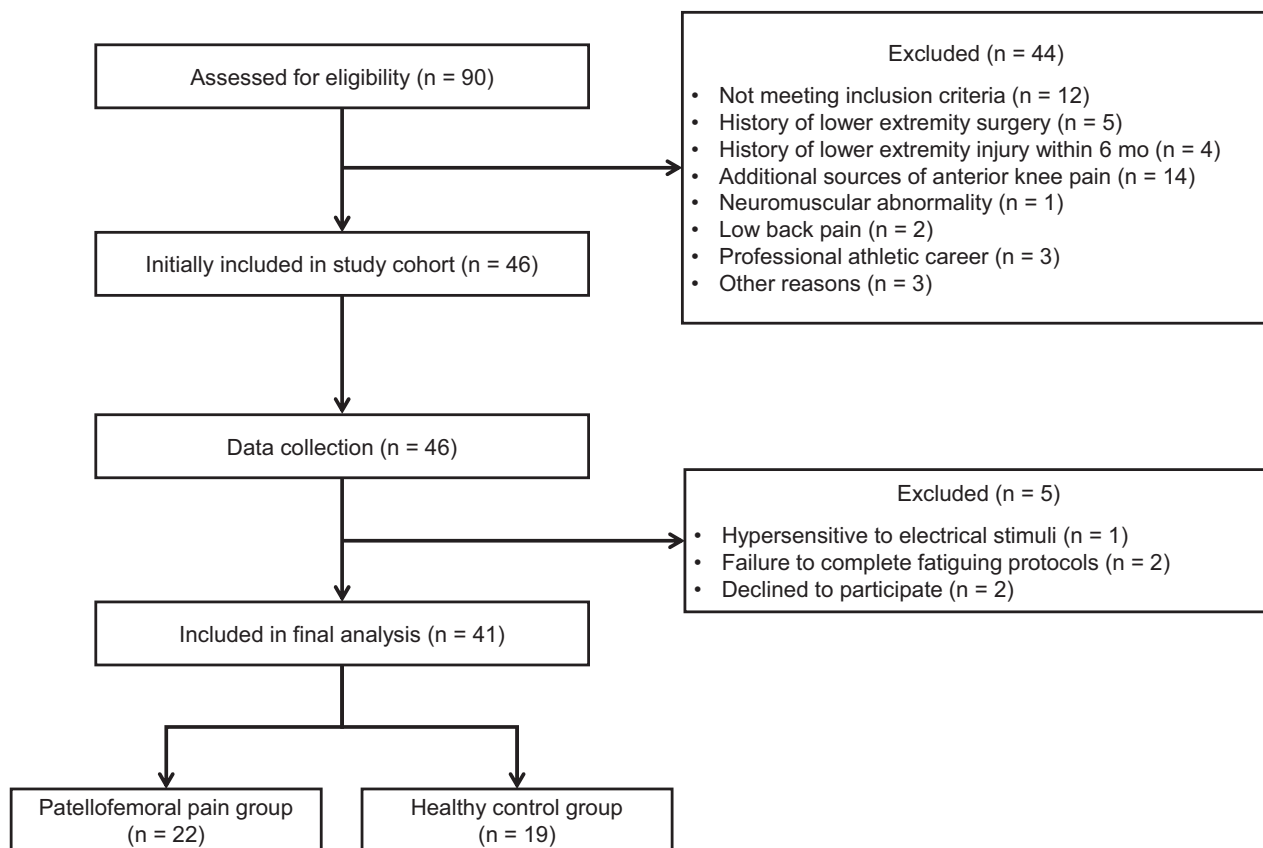 Assessed for eligibility (n = 90)
Excluded (n = 44)
• Not meeting inclusion criteria (n = 12)
• History of lower extremity surgery (n = 5)
• History of lower extremity injury within 6 mo (n = 4)
• Additional sources of anterior knee pain (n = 14)
• Neuromuscular abnormality (n = 1)
• Low back pain (n = 2)
• Professional athletic career (n = 3)
• Other reasons (n = 3)
Initially included in study cohort (n = 46)
Data collection (n = 46)
Excluded (n = 5)
• Hypersensitive to electrical stimuli (n = 1)
• Failure to complete fatiguing protocols (n = 2)
• Declined to participate (n = 2)
Included in final analysis (n = 41)
Patellofemoral pain group
(n = 22)
Healthy control group
(n = 19)